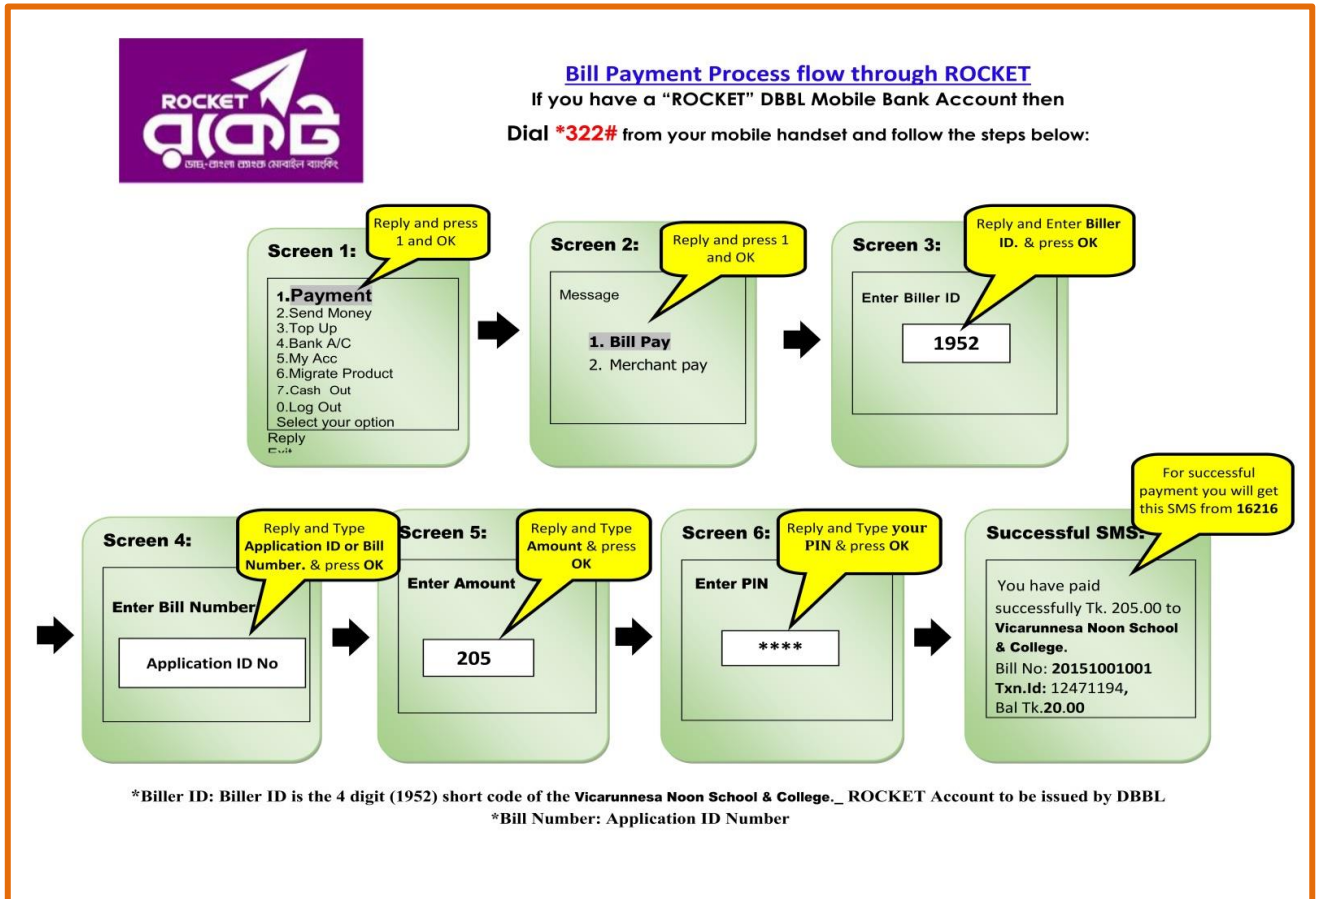 ROCKET
রকেট
ডাচ্-বাংলা ব্যাংক মোবাইল ব্যাংকিং
Bill Payment Process flow through ROCKET
If you have a “ROCKET” DBBL Mobile Bank Account then
Dial *322# from your mobile handset and follow the steps below:
Screen 1:
Reply and press
1 and OK
1.Payment
2.Send Money
3.Top Up
4.Bank A/C
5.My Acc
6.Migrate Product
7.Cash Out
0.Log Out
Select your option
Reply
Exit
Screen 2:
Reply and press 1
and OK
Message
1. Bill Pay
2. Merchant pay
Screen 3:
Reply and Enter Biller
ID. & press OK
Enter Biller ID
1952
Screen 4:
Reply and Type
Application ID or Bill
Number. & press OK
Enter Bill Number
Application ID No
Screen 5:
Reply and Type
Amount & press
OK
Enter Amount
205
Screen 6:
Reply and Type your
PIN & press OK
Enter PIN
****
Successful SMS:
For successful
payment you will get
this SMS from 16216
You have paid
successfully Tk. 205.00 to
Vicarunnesa Noon School
& College.
Bill No: 20151001001
Txn.Id: 12471194,
Bal Tk.20.00
*Biller ID: Biller ID is the 4 digit (1952) short code of the Vicarunnesa Noon School & College._ ROCKET Account to be issued by DBBL
*Bill Number: Application ID Number